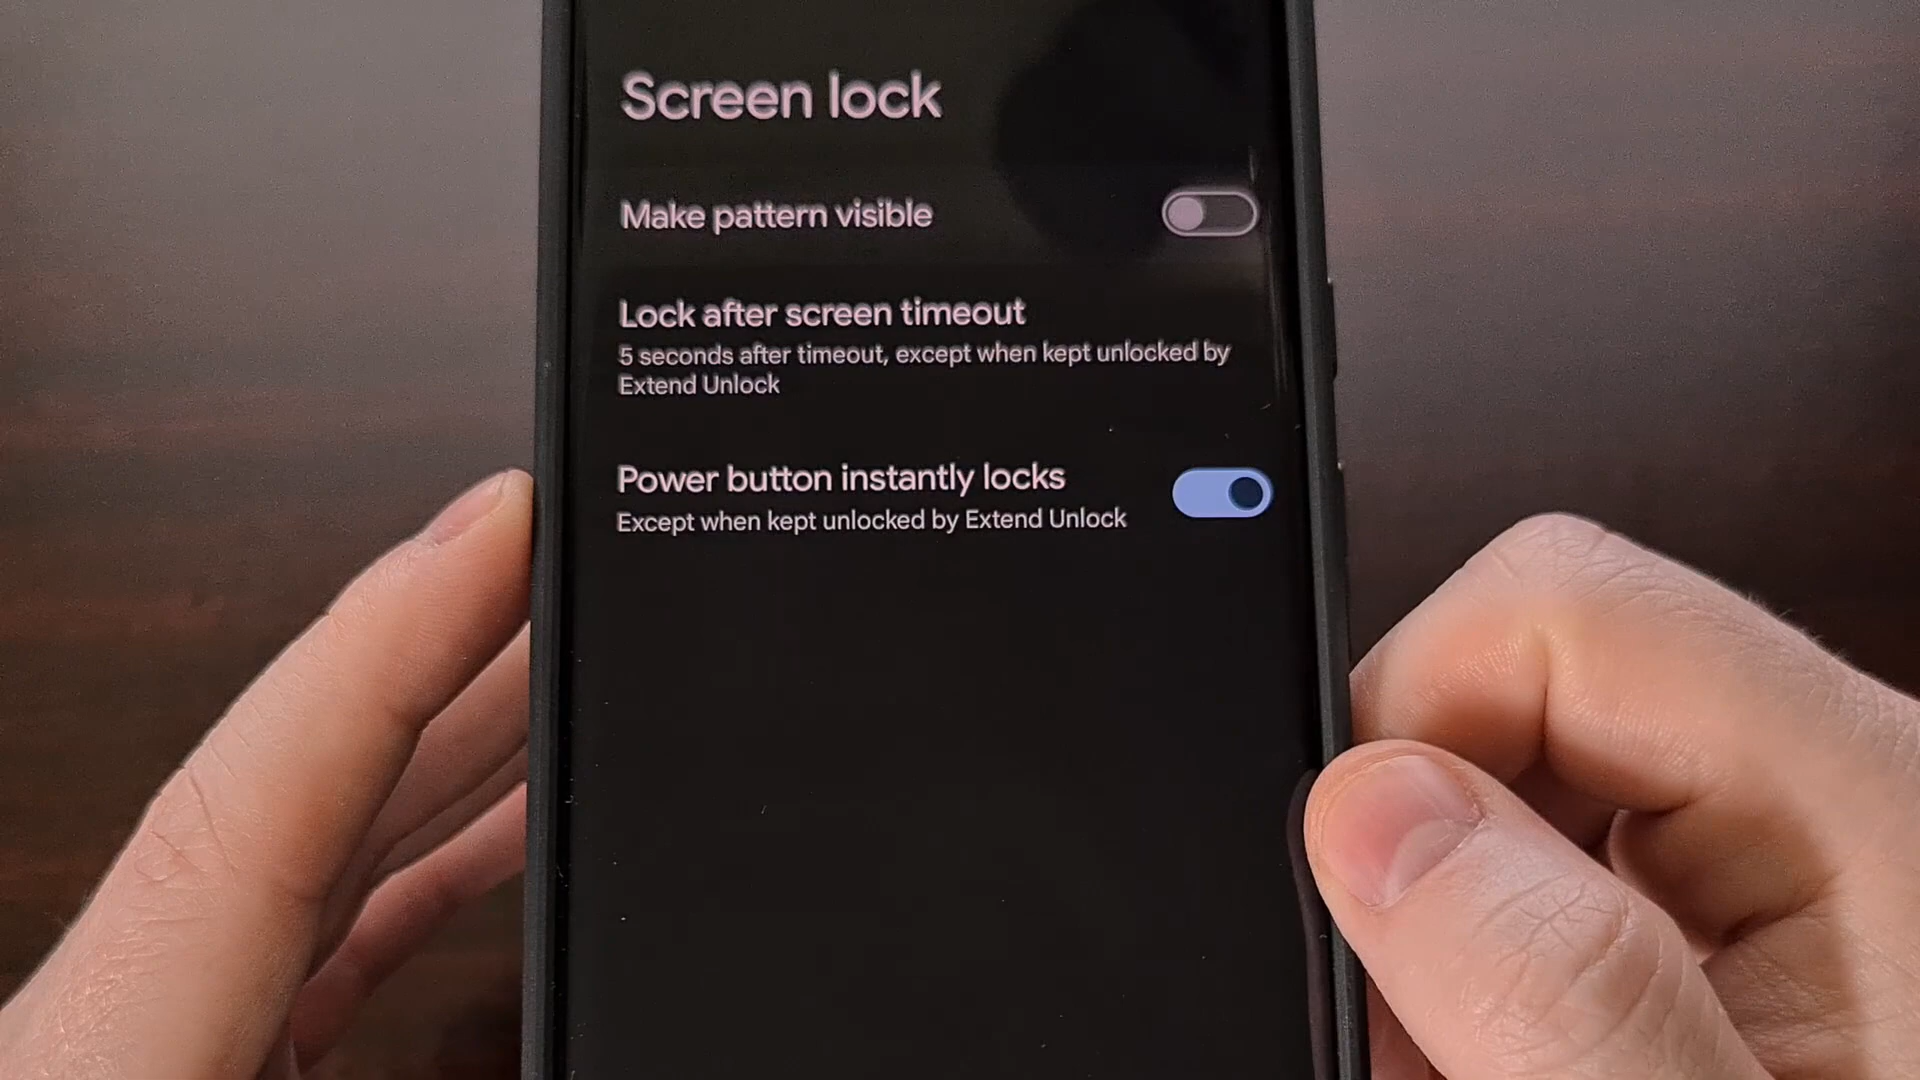 Screen lock
Make pattern visible
Lock after screen timeout
5 seconds after timeout, except when kept unlocked by
Extend Unlock
Power button instantly locks
Except when kept unlocked by Extend Unlock